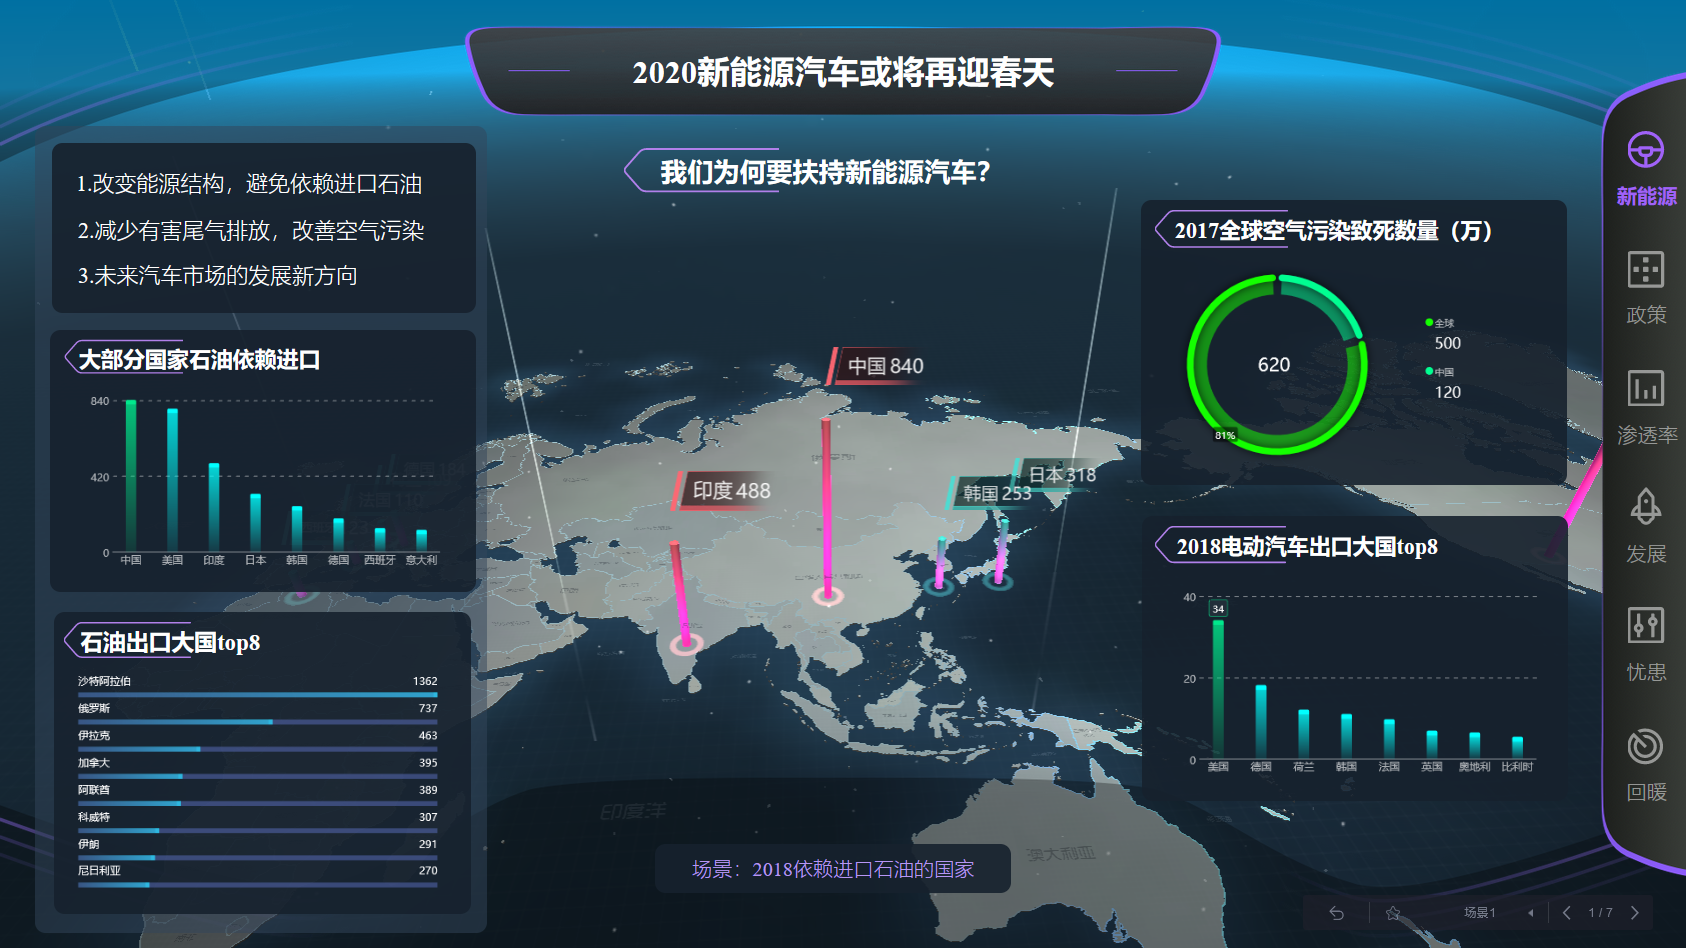 2020新能源汽车或将再迎春天
1.改变能源结构，避免依赖进口石油
2.减少有害尾气排放，改善空气污染
3.未来汽车市场的发展新方向
大部分国家石油依赖进口
840
420
0
中国 美国 印度 日本 韩国 德国 西班牙 意大利
石油出口大国top8
沙特阿拉伯 1362
俄罗斯 737
伊拉克 463
加拿大 395
阿联酋 389
科威特 307
伊朗 291
尼日利亚 270
我们为何要扶持新能源汽车？
中国 840
印度 488
韩国 253
日本 318
法国 110
印度洋
澳大利亚
场景：2018依赖进口石油的国家
2017全球空气污染致死数量（万）
620
81%
全球
500
中国
120
2018电动汽车出口大国top8
40
34
20
0
美国 德国 荷兰 韩国 法国 英国 奥地利 比利时
新能源
政策
渗透率
发展
忧患
回暖
场景1
1 / 7